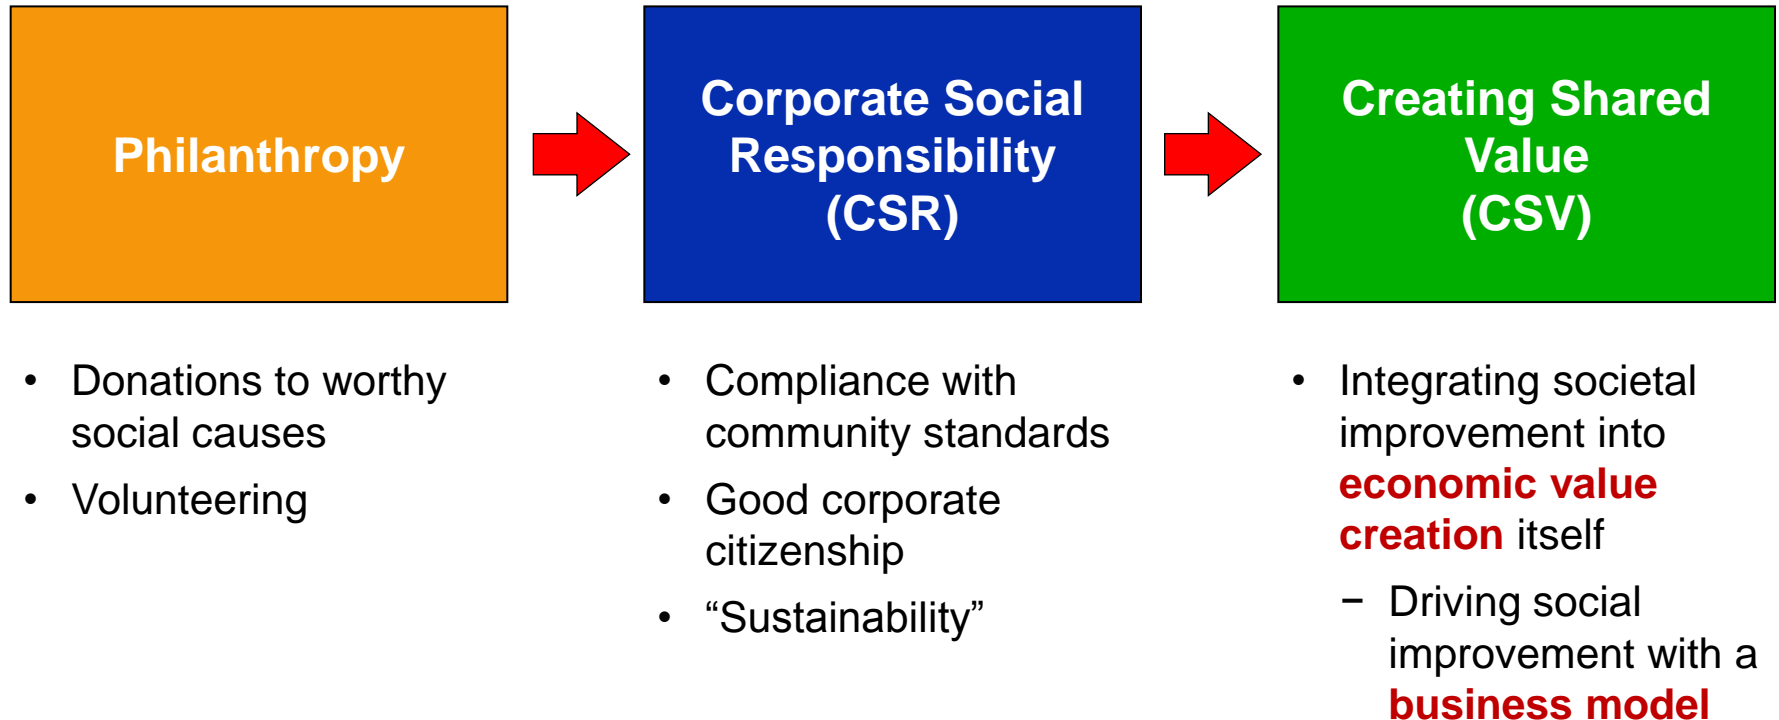 Philanthropy
Corporate Social
Responsibility
(CSR)
Creating Shared
Value
(CSV)
• Donations to worthy
social causes
• Volunteering
• Compliance with
community standards
• Good corporate
citizenship
• “Sustainability”
• Integrating societal
improvement into
economic value
creation itself
− Driving social
improvement with a
business model